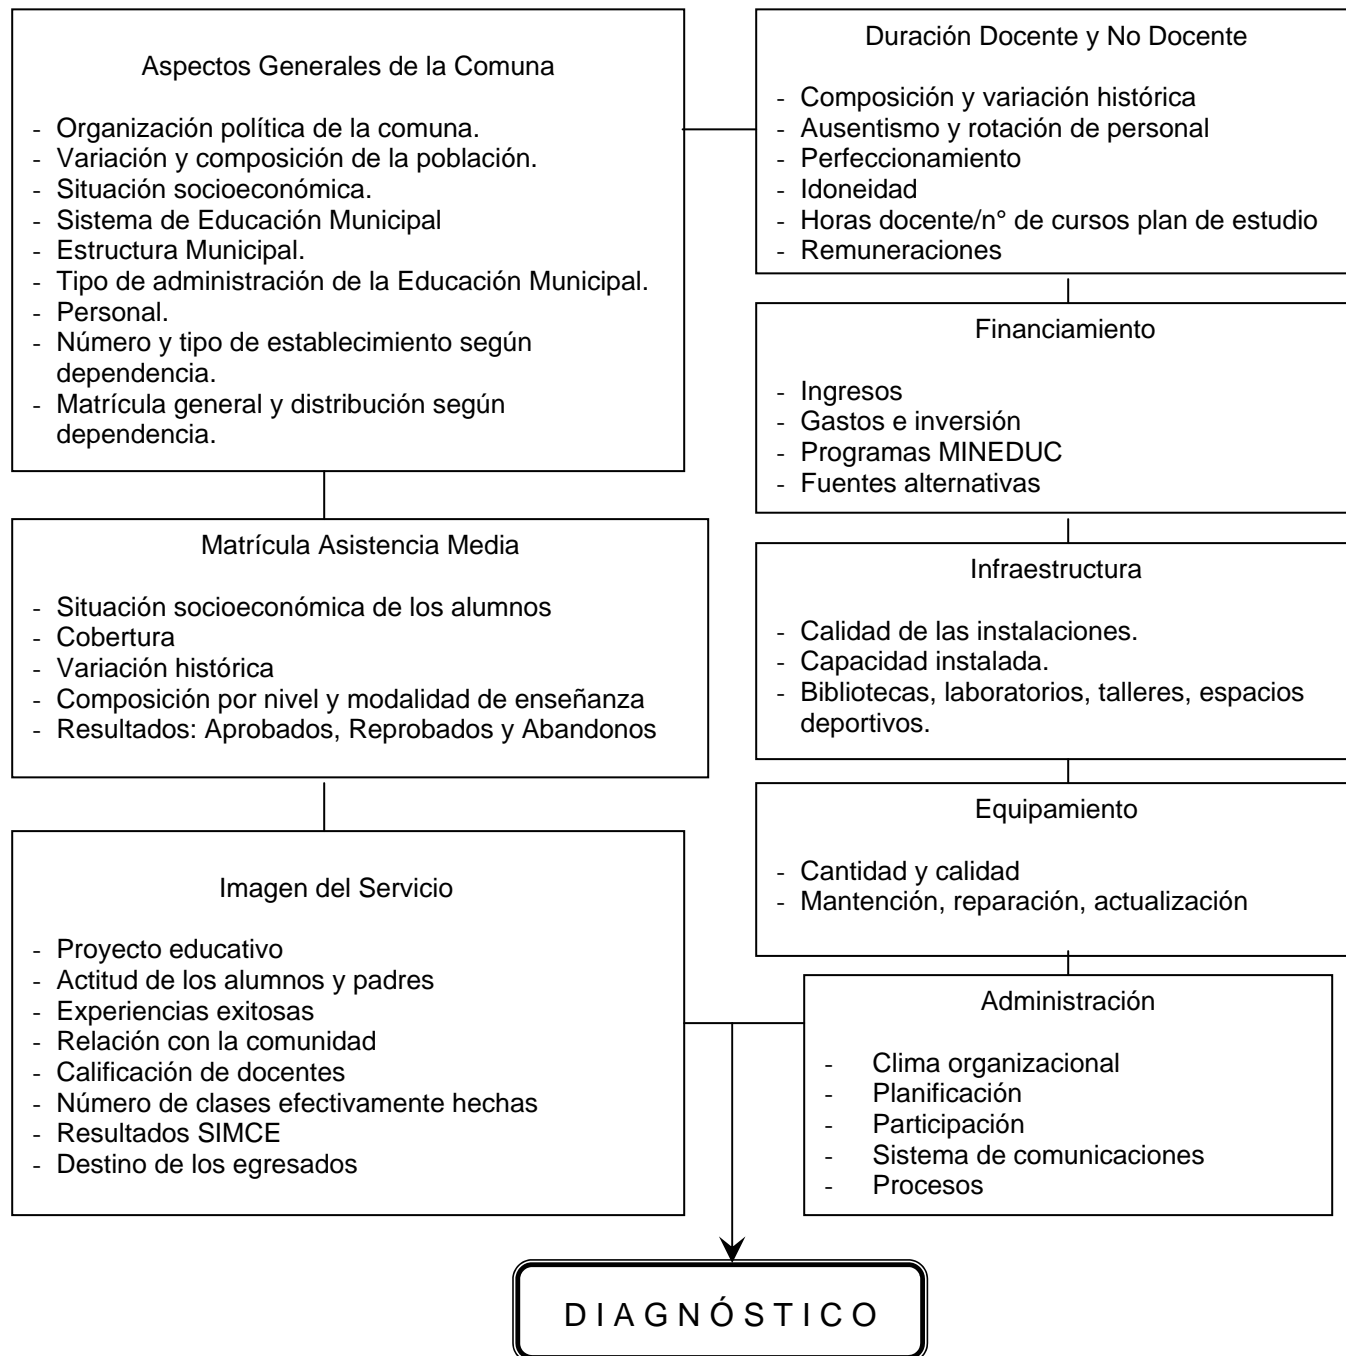 Aspectos Generales de la Comuna
- Organización política de la comuna.
- Variación y composición de la población.
- Situación socioeconómica.
- Sistema de Educación Municipal
- Estructura Municipal.
- Tipo de administración de la Educación Municipal.
- Personal.
- Número y tipo de establecimiento según
dependencia.
- Matrícula general y distribución según
dependencia.
Matrícula Asistencia Media
- Situación socioeconómica de los alumnos
- Cobertura
- Variación histórica
- Composición por nivel y modalidad de enseñanza
- Resultados: Aprobados, Reprobados y Abandonos
Imagen del Servicio
- Proyecto educativo
- Actitud de los alumnos y padres
- Experiencias exitosas
- Relación con la comunidad
- Calificación de docentes
- Número de clases efectivamente hechas
- Resultados SIMCE
- Destino de los egresados
Duración Docente y No Docente
- Composición y variación histórica
- Ausentismo y rotación de personal
- Perfeccionamiento
- Idoneidad
- Horas docente/n° de cursos plan de estudio
- Remuneraciones
Financiamiento
- Ingresos
- Gastos e inversión
- Programas MINEDUC
- Fuentes alternativas
Infraestructura
- Calidad de las instalaciones.
- Capacidad instalada.
- Bibliotecas, laboratorios, talleres, espacios
deportivos.
Equipamiento
- Cantidad y calidad
- Mantención, reparación, actualización
Administración
- Clima organizacional
- Planificación
- Participación
- Sistema de comunicaciones
- Procesos
D I A G N Ó S T I C O